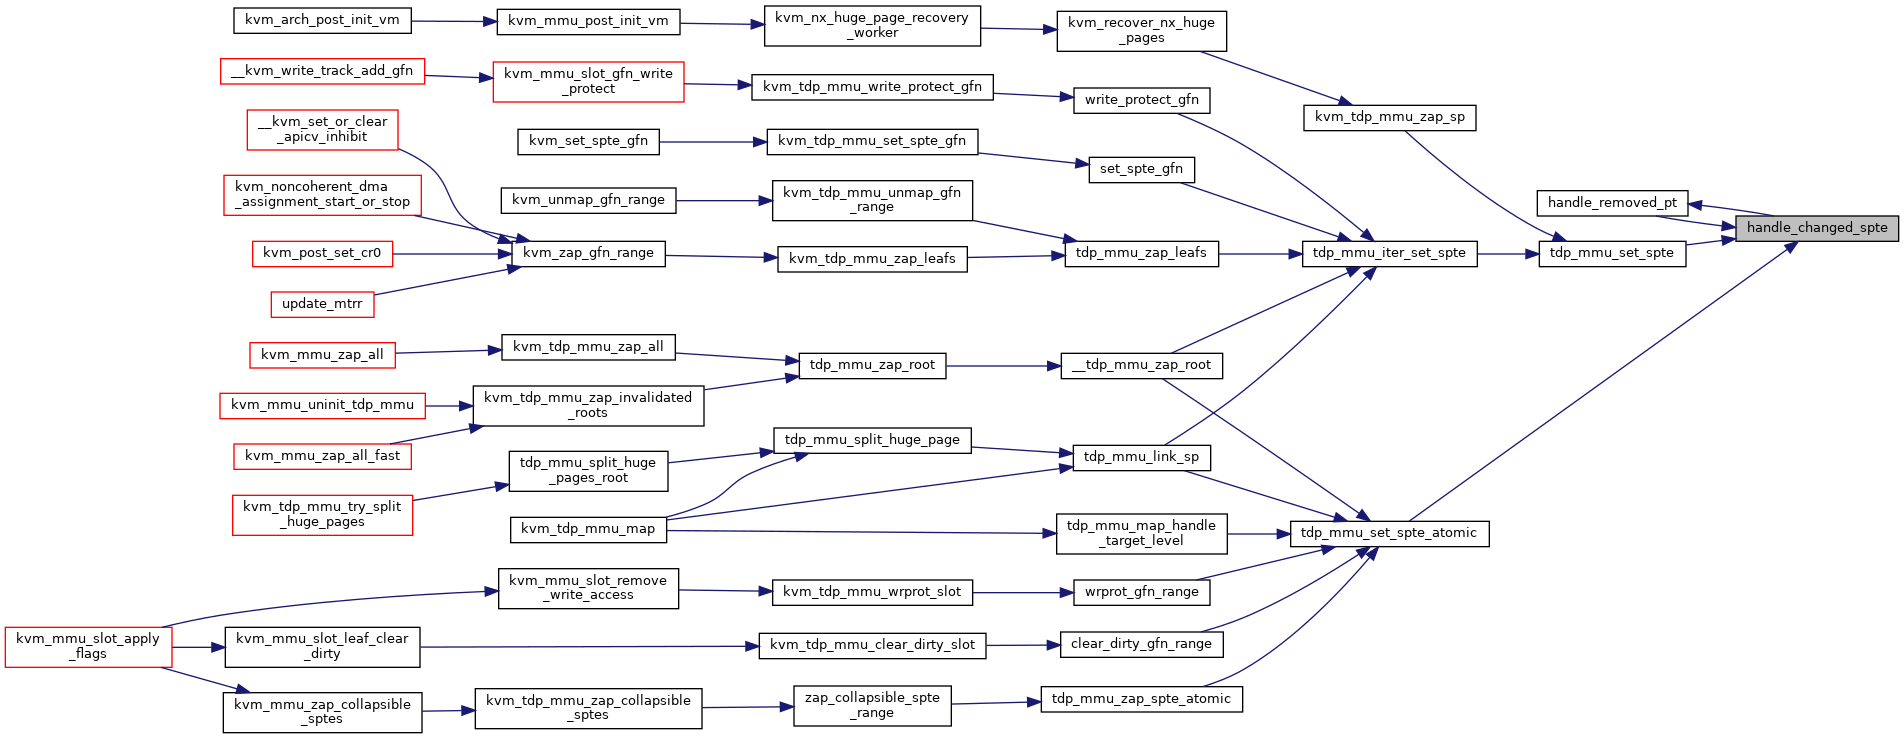 kvm_arch_post_init_vm
kvm_mmu_post_init_vm
kvm_nx_huge_page_recovery
_worker
kvm_recover_nx_huge
_pages
__kvm_write_track_add_gfn
kvm_mmu_slot_gfn_write
_protect
kvm_tdp_mmu_write_protect_gfn
write_protect_gfn
kvm_tdp_mmu_zap_sp
__kvm_set_or_clear
_apicv_inhibit
kvm_set_spte_gfn
kvm_tdp_mmu_set_spte_gfn
set_spte_gfn
kvm_noncoherent_dma
_assignment_start_or_stop
kvm_unmap_gfn_range
kvm_tdp_mmu_unmap_gfn
_range
handle_removed_pt
handle_changed_spte
kvm_post_set_cr0
kvm_zap_gfn_range
kvm_tdp_mmu_zap_leafs
tdp_mmu_zap_leafs
tdp_mmu_iter_set_spte
tdp_mmu_set_spte
update_mtrr
kvm_mmu_zap_all
kvm_tdp_mmu_zap_all
tdp_mmu_zap_root
__tdp_mmu_zap_root
kvm_mmu_uninit_tdp_mmu
kvm_tdp_mmu_zap_invalidated
_roots
kvm_mmu_zap_all_fast
tdp_mmu_split_huge_page
tdp_mmu_link_sp
tdp_mmu_split_huge
_pages_root
kvm_tdp_mmu_try_split
_huge_pages
kvm_tdp_mmu_map
tdp_mmu_map_handle
_target_level
tdp_mmu_set_spte_atomic
kvm_mmu_slot_remove
_write_access
kvm_tdp_mmu_wrprot_slot
wrprot_gfn_range
kvm_mmu_slot_apply
_flags
kvm_mmu_slot_leaf_clear
_dirty
kvm_tdp_mmu_clear_dirty_slot
clear_dirty_gfn_range
kvm_mmu_zap_collapsible
_sptes
kvm_tdp_mmu_zap_collapsible
_sptes
zap_collapsible_spte
_range
tdp_mmu_zap_spte_atomic